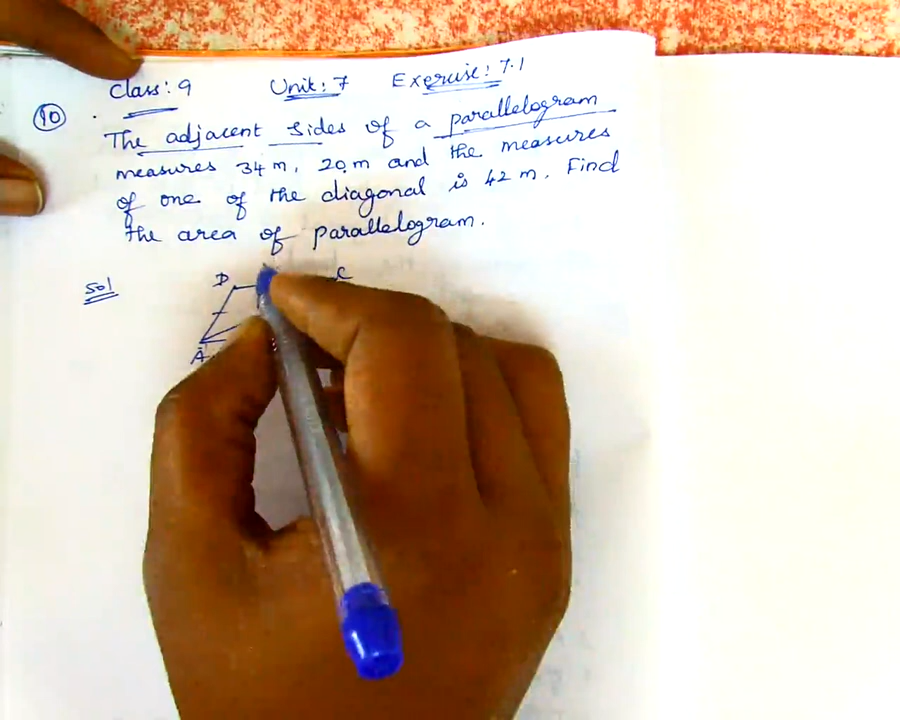 Class: 9 Unit: 7 Exercise: 7.1
10 The adjacent sides of a parallelogram
measures 34 m, 20 m and the measures
of one of the diagonal is 42 m. Find
the area of parallelogram.
Sol
D C
A